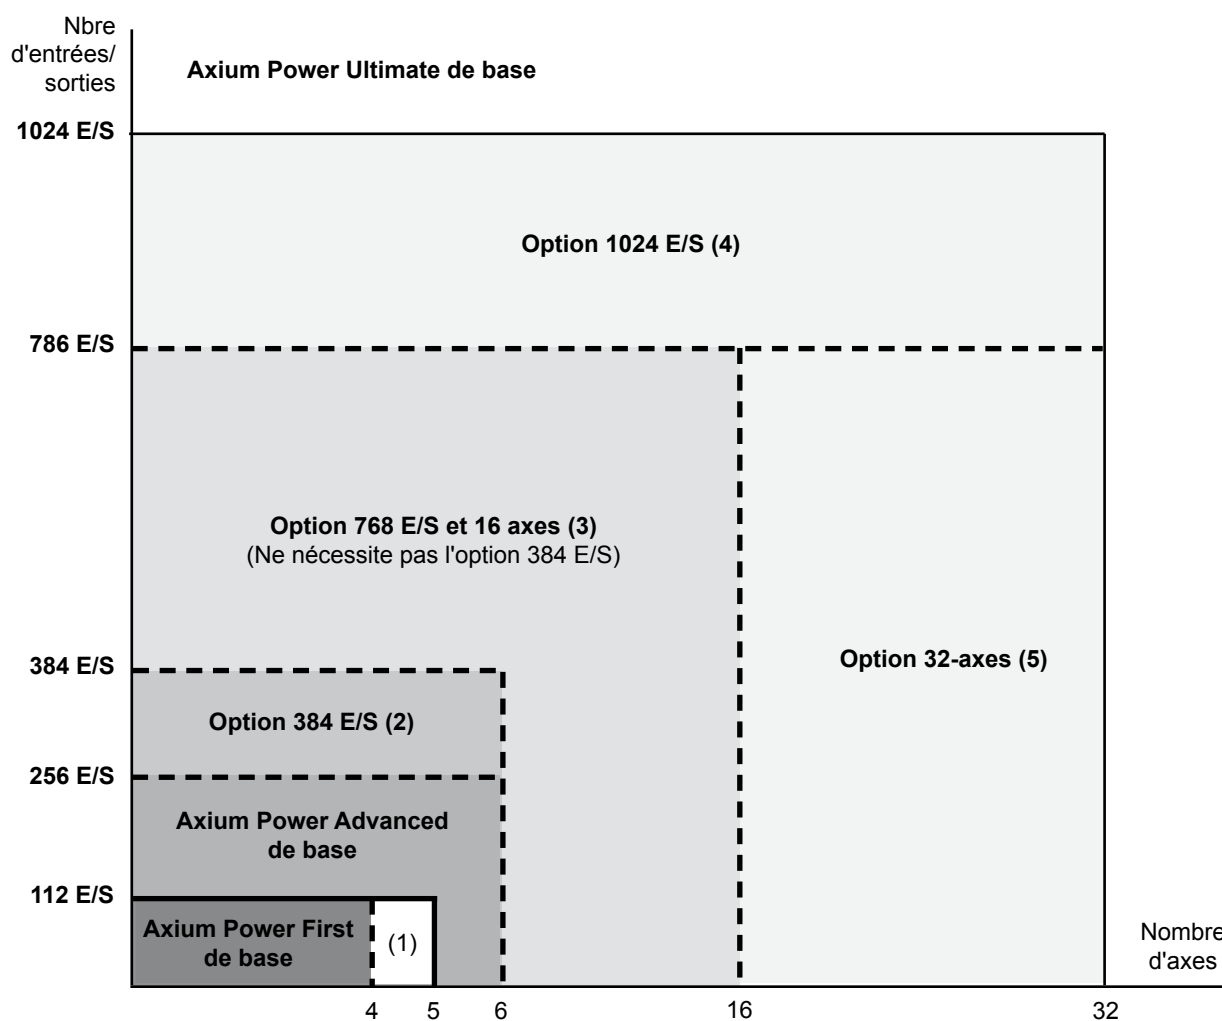 Nbre
d'entrées/
sorties
Axium Power Ultimate de base
1024 E/S
Option 1024 E/S (4)
786 E/S
Option 768 E/S et 16 axes (3)
(Ne nécessite pas l'option 384 E/S)
Option 32-axes (5)
384 E/S
Option 384 E/S (2)
256 E/S
Axium Power Advanced
de base
112 E/S
Axium Power First
de base
(1)
Nombre
d'axes
4 5 6 16 32